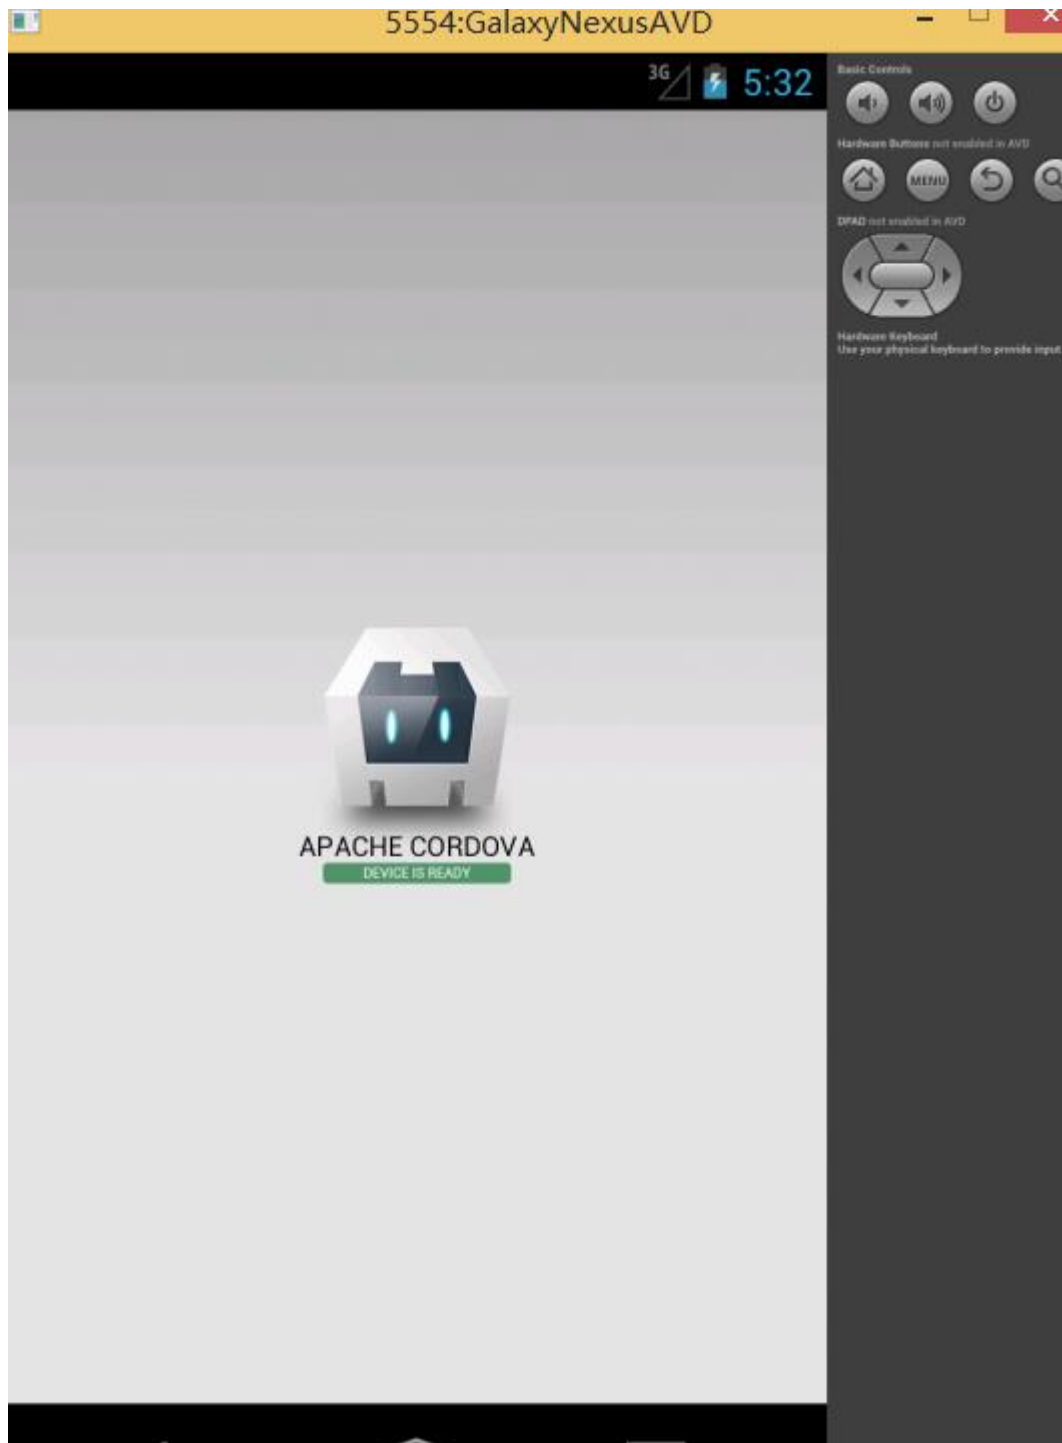 5554:GalaxyNexusAVD
3G 5:32
Basic Controls
Hardware Buttons not enabled in AVD
MENU
DPAD not enabled in AVD
Hardware Keyboard
Use your physical keyboard to provide input
APACHE CORDOVA
DEVICE IS READY